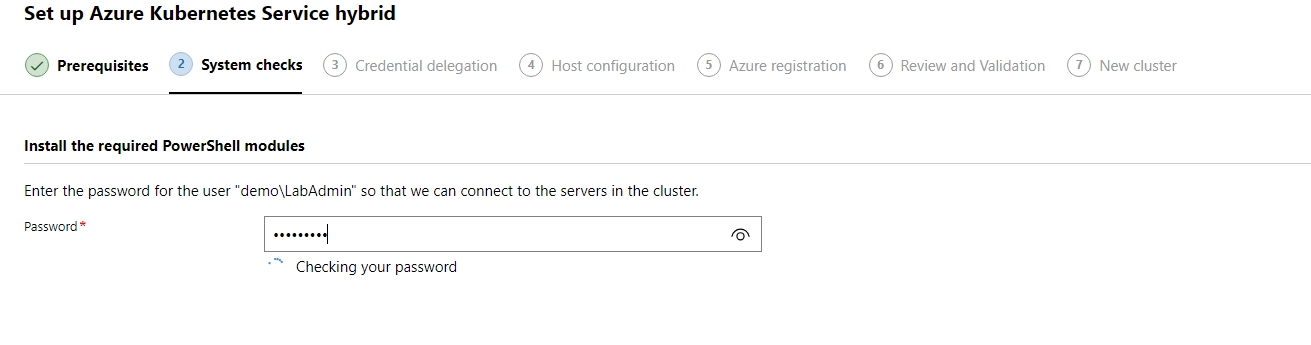 Set up Azure Kubernetes Service hybrid
Prerequisites 2 System checks 3 Credential delegation 4 Host configuration 5 Azure registration 6 Review and Validation 7 New cluster
Install the required PowerShell modules
Enter the password for the user "demo\LabAdmin" so that we can connect to the servers in the cluster.
Password* •••••••••
Checking your password